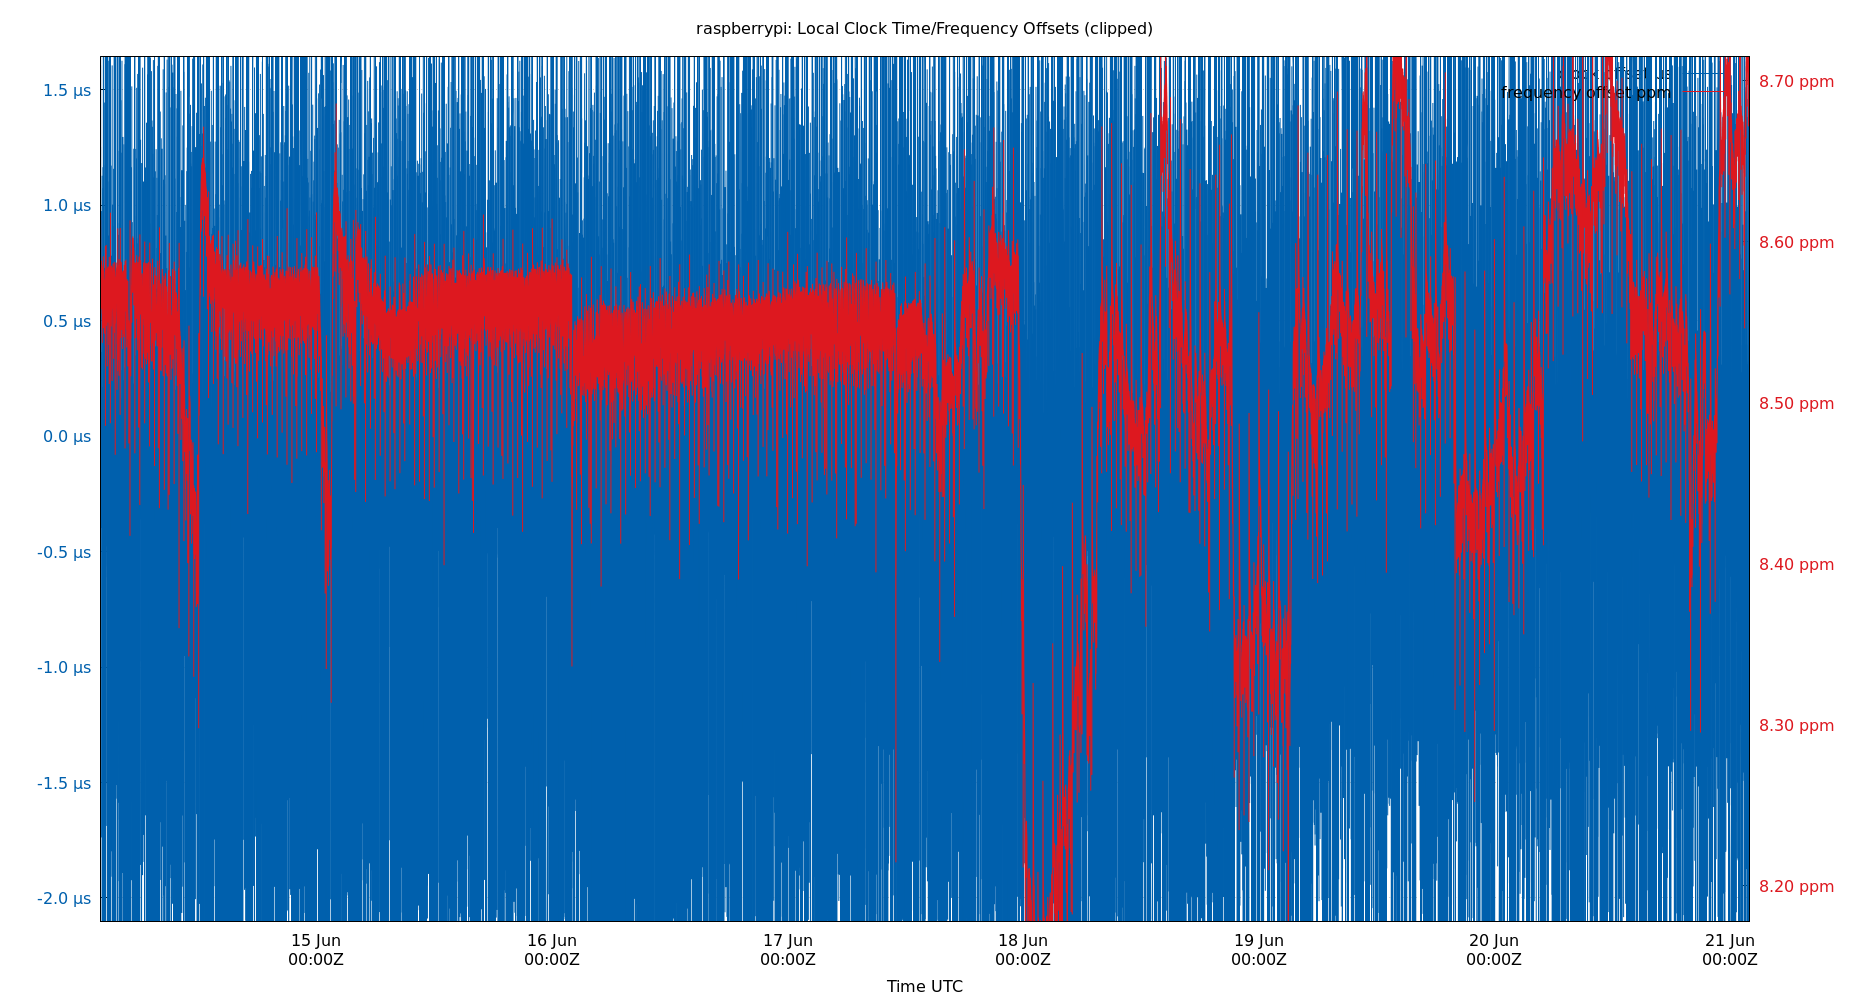 raspberrypi: Local Clock Time/Frequency Offsets (clipped)
clock offset µs
frequency offset ppm
1.5 µs
1.0 µs
0.5 µs
0.0 µs
-0.5 µs
-1.0 µs
-1.5 µs
-2.0 µs
8.70 ppm
8.60 ppm
8.50 ppm
8.40 ppm
8.30 ppm
8.20 ppm
15 Jun
00:00Z
16 Jun
00:00Z
17 Jun
00:00Z
18 Jun
00:00Z
19 Jun
00:00Z
20 Jun
00:00Z
21 Jun
00:00Z
Time UTC